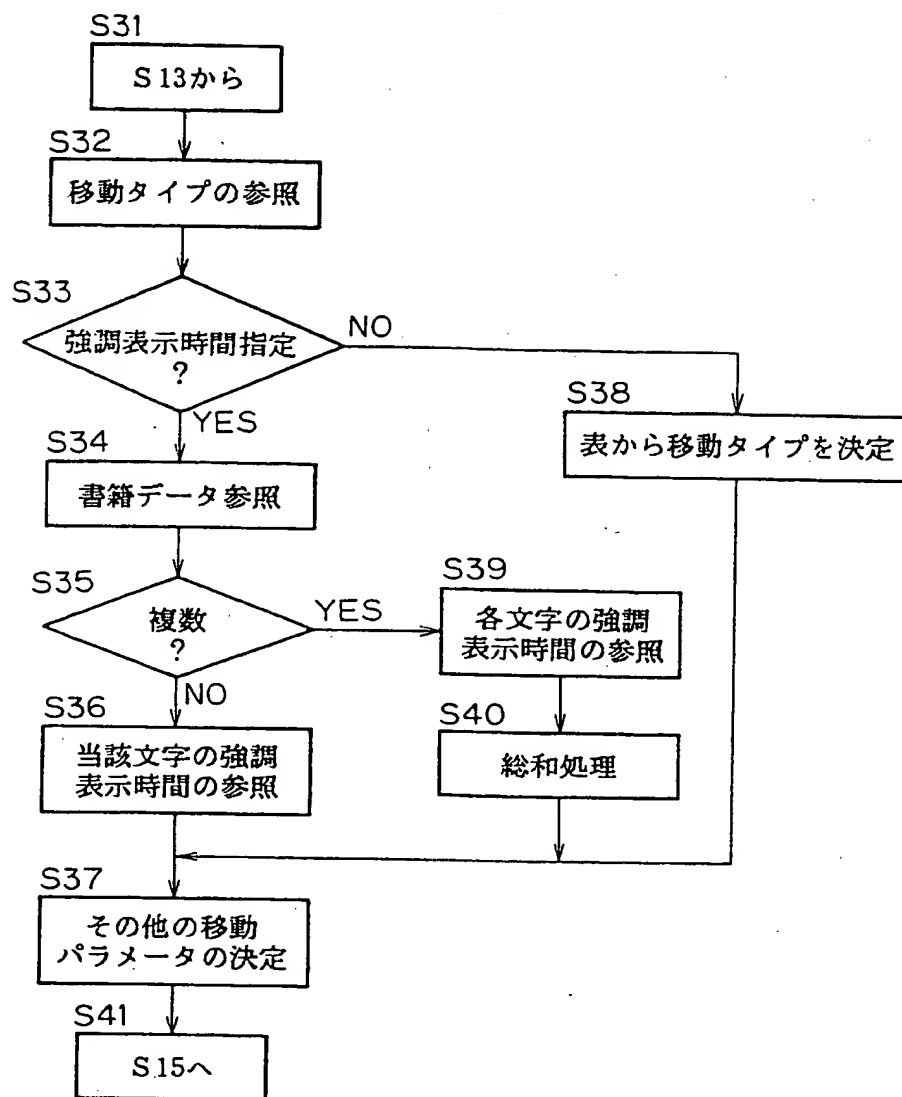 S31
S13から
S32
移動タイプの参照
S33
強調表示時間指定
?
NO
YES
S38
表から移動タイプを決定
S34
書籍データ参照
S35
複数
?
YES
NO
S39
各文字の強調
表示時間の参照
S36
当該文字の強調
表示時間の参照
S40
総和処理
S37
その他の移動
パラメータの決定
S41
S15へ